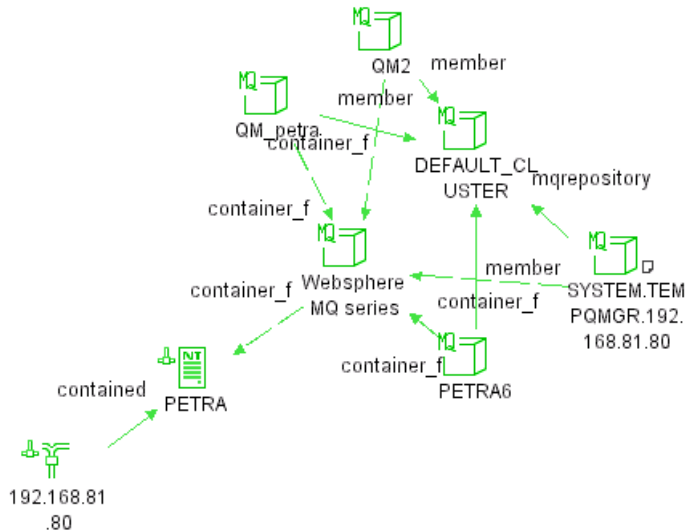 MQ
QM2
member
MQ
member
QM_petra
container_f
MQ
DEFAULT_CL
USTER
mqrepository
container_f
MQ
Websphere
MQ series
container_f
MQ
member
SYSTEM.TEM
PQMGR.192.
168.81.80
container_f
MQ
container_f
PETRA6
NT
PETRA
contained
192.168.81
.80